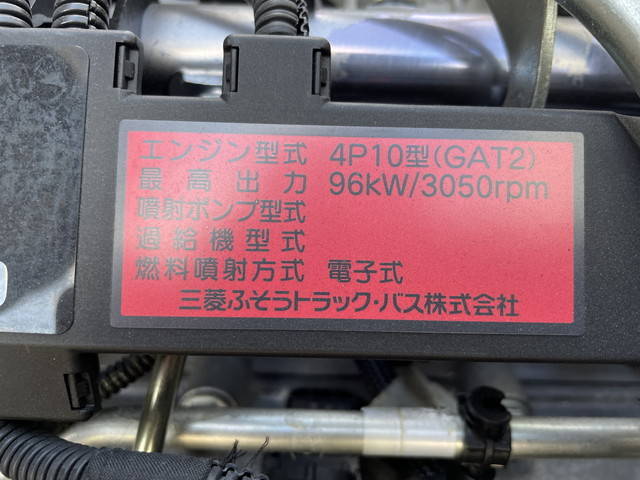 エンジン型式 4P10型(GAT2)
最高出力 96kW/3050rpm
噴射ポンプ型式
過給機型式
燃料噴射方式 電子式
三菱ふそうトラック・バス株式会社